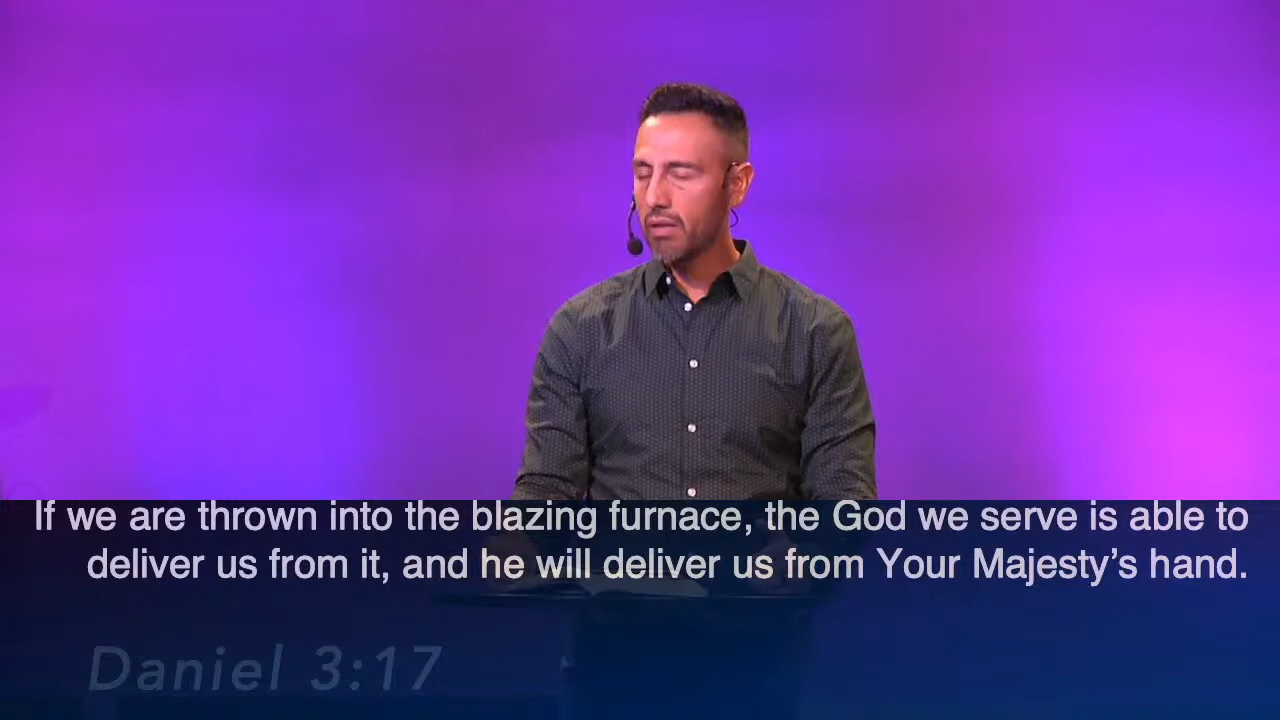 If we are thrown into the blazing furnace, the God we serve is able to
deliver us from it, and he will deliver us from Your Majesty’s hand.
Daniel 3:17